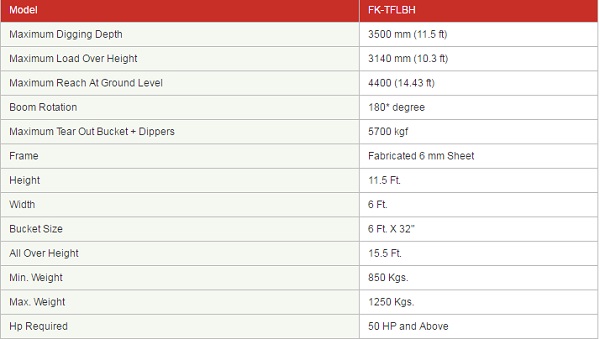 Model FK-TFLBH
Maximum Digging Depth 3500 mm (11.5 ft)
Maximum Load Over Height 3140 mm (10.3 ft)
Maximum Reach At Ground Level 4400 (14.43 ft)
Boom Rotation 180* degree
Maximum Tear Out Bucket + Dippers 5700 kgf
Frame Fabricated 6 mm Sheet
Height 11.5 Ft.
Width 6 Ft.
Bucket Size 6 Ft. X 32"
All Over Height 15.5 Ft.
Min. Weight 850 Kgs.
Max. Weight 1250 Kgs.
Hp Required 50 HP and Above